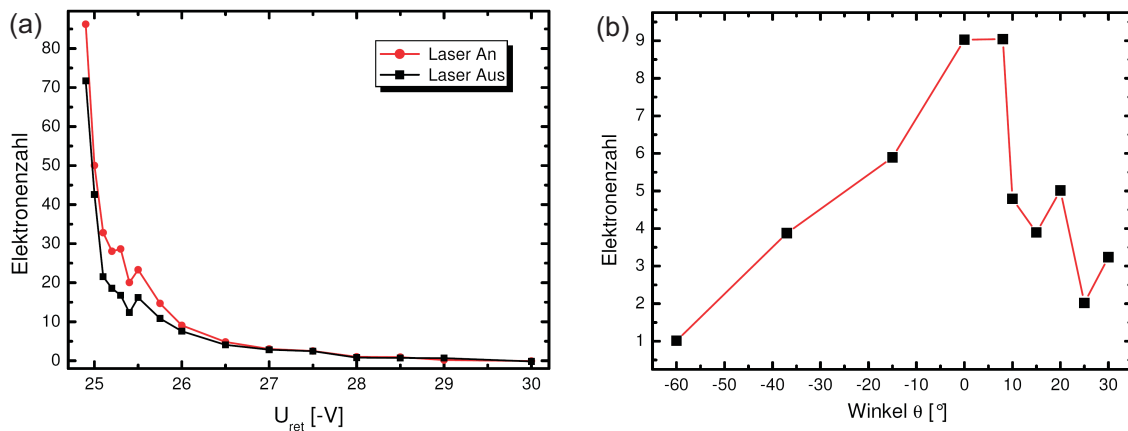 (a)
Elektronenzahl
80
70
60
50
40
30
20
10
0
Laser An
Laser Aus
25 26 27 28 29 30
U_ret [-V]
(b)
Elektronenzahl
9
8
7
6
5
4
3
2
1
-60 -50 -40 -30 -20 -10 0 10 20 30
Winkel θ [°]